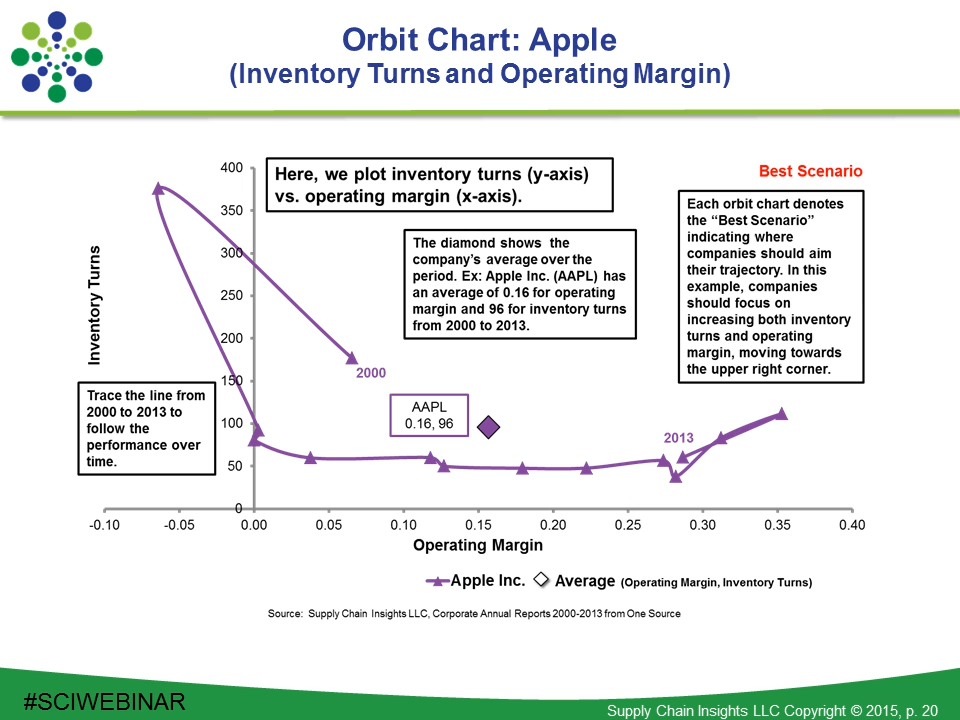 Orbit Chart: Apple
(Inventory Turns and Operating Margin)
Here, we plot inventory turns (y-axis)
vs. operating margin (x-axis).
Best Scenario
Each orbit chart denotes
the “Best Scenario”
indicating where
companies should aim
their trajectory. In this
example, companies
should focus on
increasing both inventory
turns and operating
margin, moving towards
the upper right corner.
The diamond shows the
company’s average over the
period. Ex: Apple Inc. (AAPL) has
an average of 0.16 for operating
margin and 96 for inventory turns
from 2000 to 2013.
Trace the line from
2000 to 2013 to
follow the
performance over
time.
Inventory Turns
400
350
300
250
200
150
100
50
0
2000
AAPL
0.16, 96
2013
-0.10 -0.05 0.00 0.05 0.10 0.15 0.20 0.25 0.30 0.35 0.40
Operating Margin
Apple Inc. Average (Operating Margin, Inventory Turns)
Source: Supply Chain Insights LLC, Corporate Annual Reports 2000-2013 from One Source
#SCIWEBINAR
Supply Chain Insights LLC Copyright © 2015, p. 20